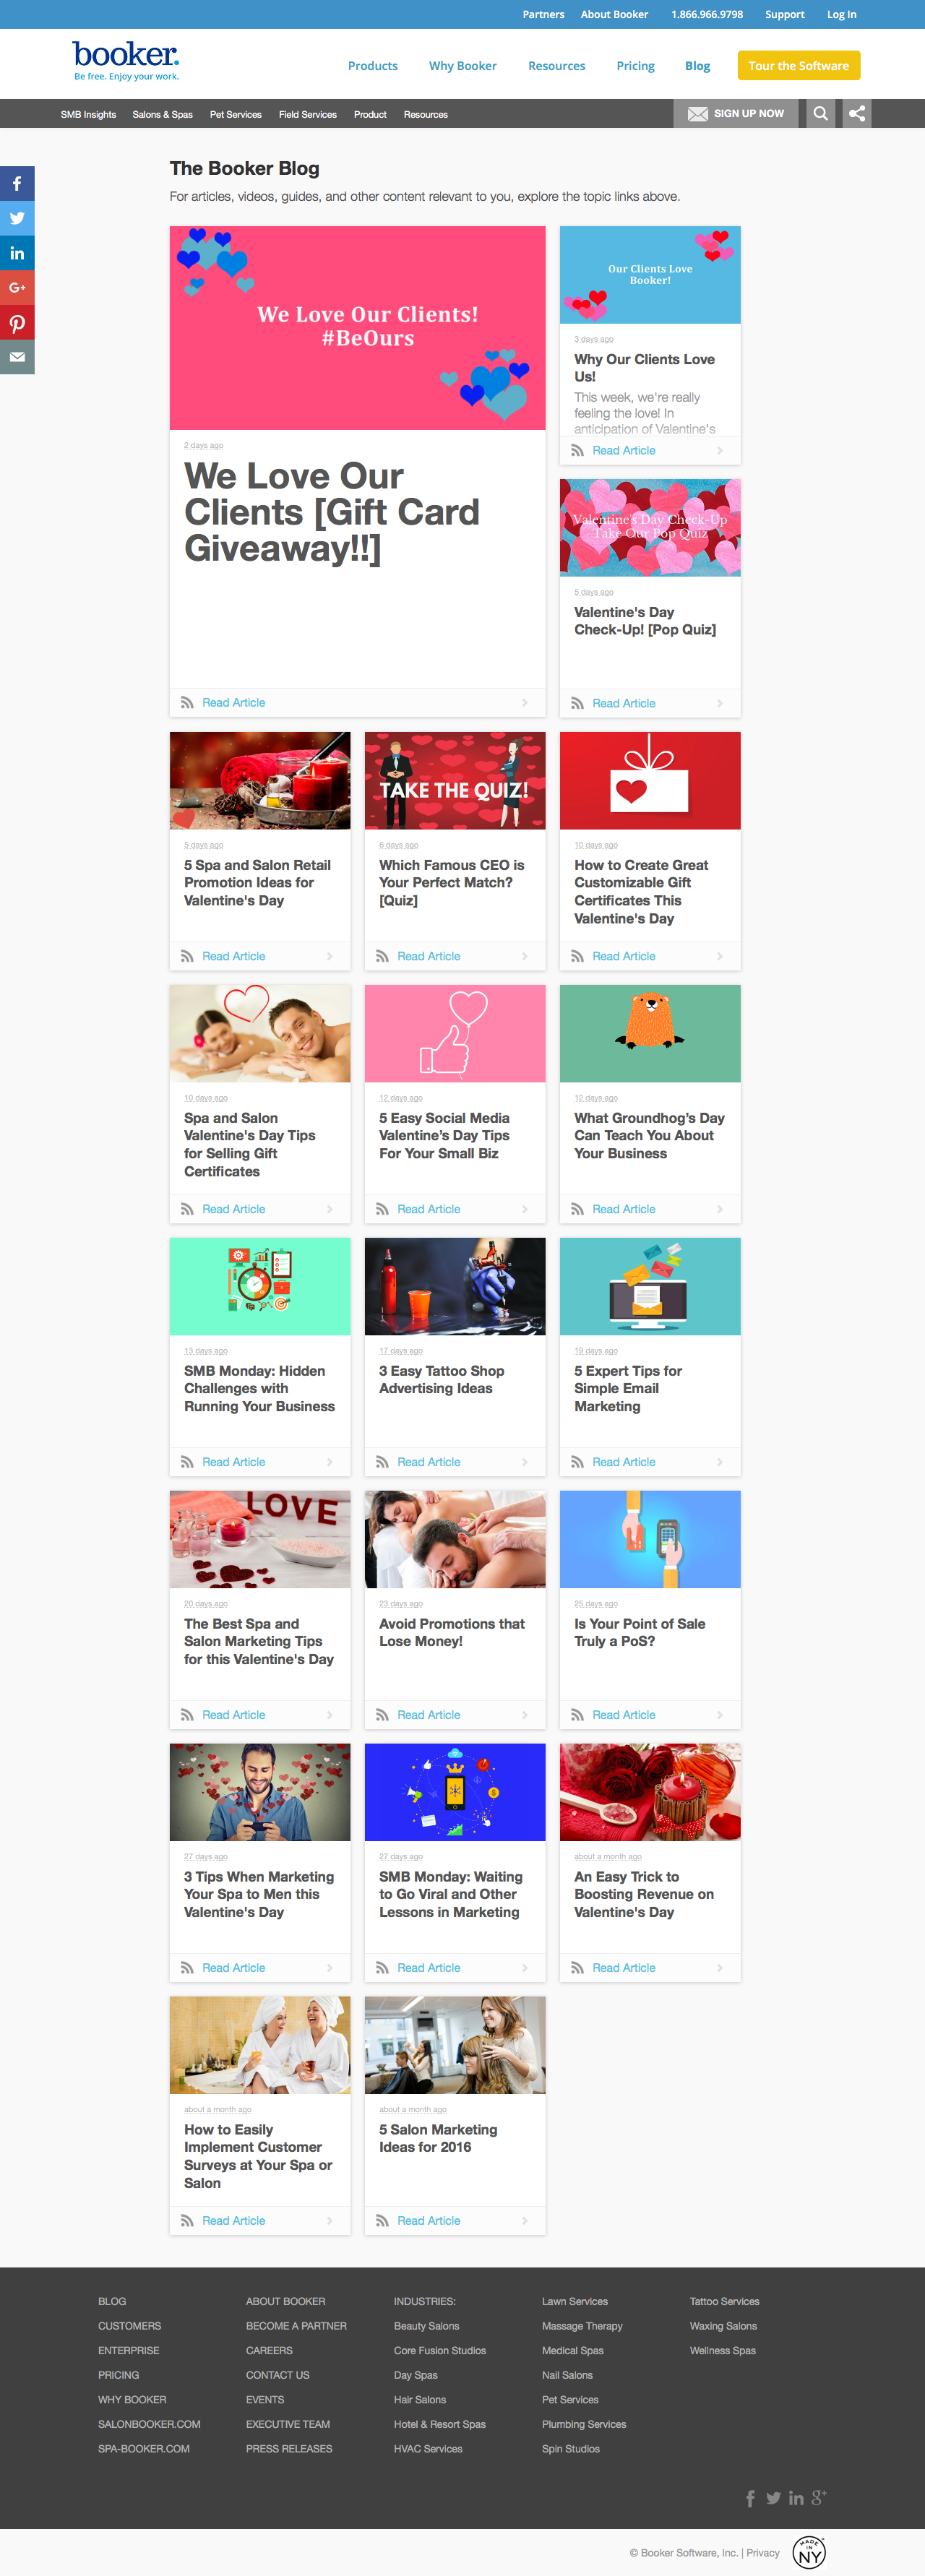 Partners About Booker 1.866.966.9798 Support Log In
booker.
Be free. Enjoy your work.
Products Why Booker Resources Pricing Blog Tour the Software
SMB Insights Salons & Spas Pet Services Field Services Product Resources SIGN UP NOW
The Booker Blog
For articles, videos, guides, and other content relevant to you, explore the topic links above.
We Love Our Clients!
#BeOurs
2 days ago
We Love Our
Clients [Gift Card
Giveaway!!]
Read Article
Our Clients Love
Booker!
3 days ago
Why Our Clients Love
Us!
This week, we're really
feeling the love! In
anticipation of Valentine's
Read Article
Valentine's Day Check-Up
Take Our Pop Quiz
5 days ago
Valentine's Day
Check-Up! [Pop Quiz]
Read Article
5 days ago
5 Spa and Salon Retail
Promotion Ideas for
Valentine's Day
Read Article
TAKE THE QUIZ!
6 days ago
Which Famous CEO is
Your Perfect Match?
[Quiz]
Read Article
10 days ago
How to Create Great
Customizable Gift
Certificates This
Valentine's Day
Read Article
10 days ago
Spa and Salon
Valentine's Day Tips
for Selling Gift
Certificates
Read Article
12 days ago
5 Easy Social Media
Valentine's Day Tips
For Your Small Biz
Read Article
12 days ago
What Groundhog's Day
Can Teach You About
Your Business
Read Article
13 days ago
SMB Monday: Hidden
Challenges with
Running Your Business
Read Article
17 days ago
3 Easy Tattoo Shop
Advertising Ideas
Read Article
19 days ago
5 Expert Tips for
Simple Email
Marketing
Read Article
LOVE
20 days ago
The Best Spa and
Salon Marketing Tips
for this Valentine's Day
Read Article
23 days ago
Avoid Promotions that
Lose Money!
Read Article
25 days ago
Is Your Point of Sale
Truly a PoS?
Read Article
27 days ago
3 Tips When Marketing
Your Spa to Men this
Valentine's Day
Read Article
27 days ago
SMB Monday: Waiting
to Go Viral and Other
Lessons in Marketing
Read Article
about a month ago
An Easy Trick to
Boosting Revenue on
Valentine's Day
Read Article
about a month ago
How to Easily
Implement Customer
Surveys at Your Spa or
Salon
Read Article
about a month ago
5 Salon Marketing
Ideas for 2016
Read Article
BLOG
CUSTOMERS
ENTERPRISE
PRICING
WHY BOOKER
SALONBOOKER.COM
SPA-BOOKER.COM
ABOUT BOOKER
BECOME A PARTNER
CAREERS
CONTACT US
EVENTS
EXECUTIVE TEAM
PRESS RELEASES
INDUSTRIES:
Beauty Salons
Core Fusion Studios
Day Spas
Hair Salons
Hotel & Resort Spas
HVAC Services
Lawn Services
Massage Therapy
Medical Spas
Nail Salons
Pet Services
Plumbing Services
Spin Studios
Tattoo Services
Waxing Salons
Wellness Spas
© Booker Software, Inc. | Privacy
MADE IN
NY